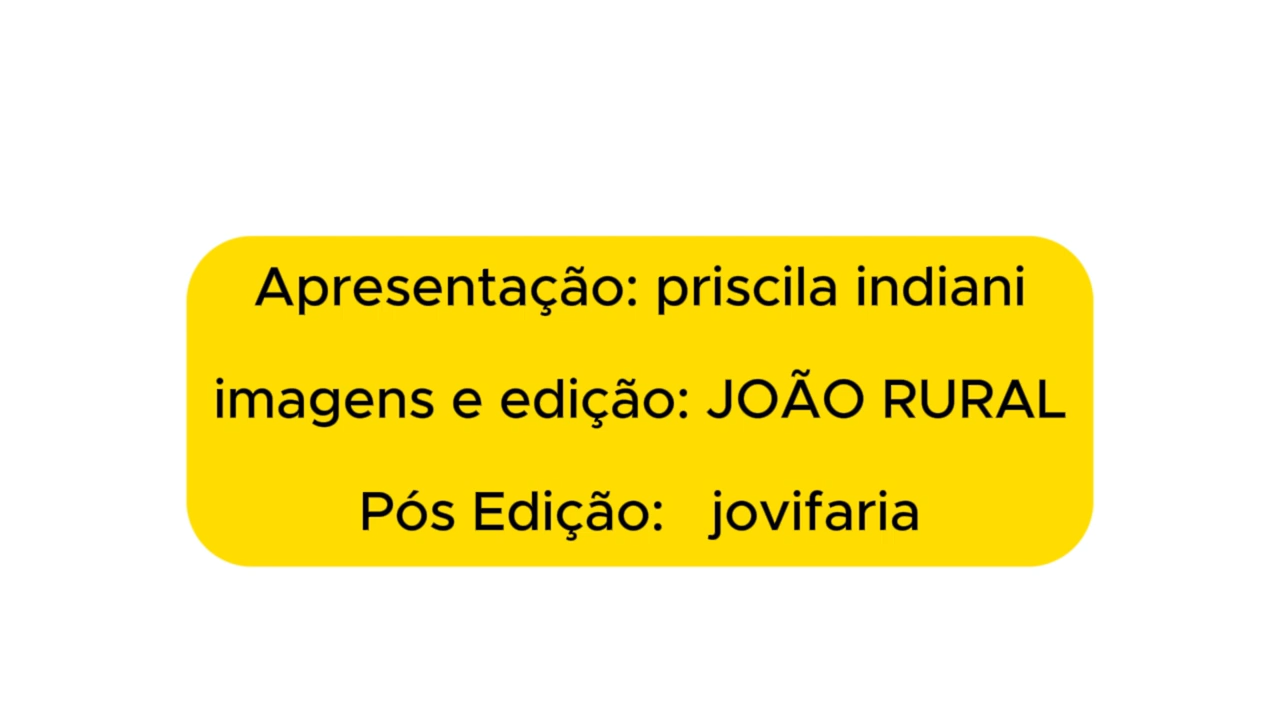 Apresentação: priscila indiani
imagens e edição: JOÃO RURAL
Pós Edição: jovifaria